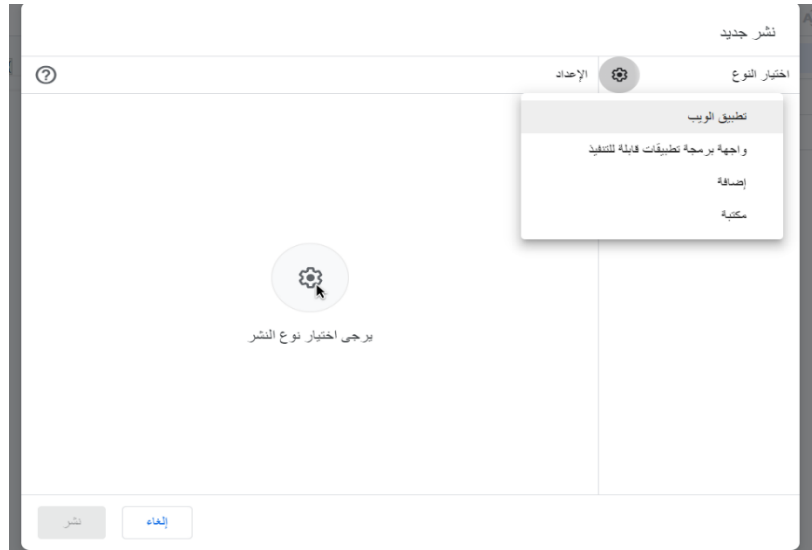 نشر جديد
اختيار النوع
الإعداد
تطبيق الويب
واجهة برمجة تطبيقات قابلة للتنفيذ
إضافة
مكتبة
يرجى اختيار نوع النشر
إلغاء
نشر